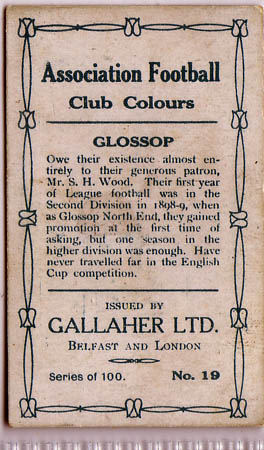 Association Football
Club Colours
GLOSSOP
Owe their existence almost en-
tirely to their generous patron,
Mr. S. H. Wood. Their first year
of League football was in the
Second Division in 1898-9, when
as Glossop North End, they gained
promotion at the first time of
asking, but one season in the
higher division was enough. Have
never travelled far in the English
Cup competition.
ISSUED BY
GALLAHER LTD.
BELFAST AND LONDON
Series of 100. No. 19